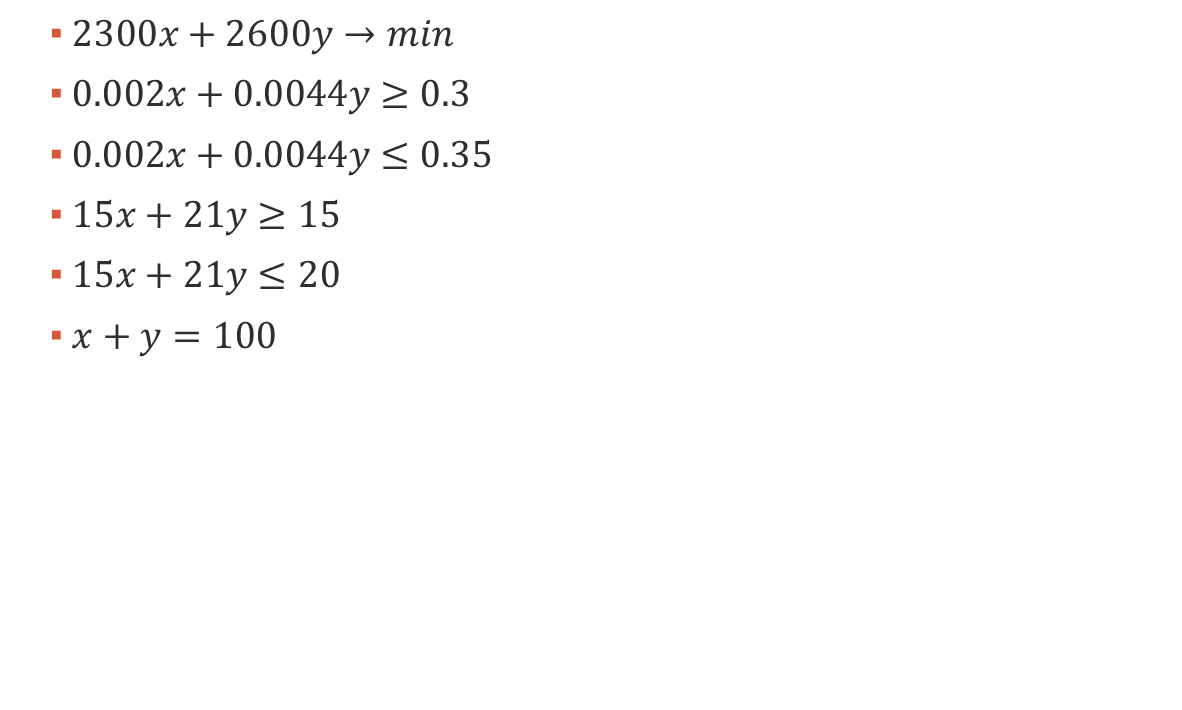 ▪ 2300x + 2600y → min
▪ 0.002x + 0.0044y ≥ 0.3
▪ 0.002x + 0.0044y ≤ 0.35
▪ 15x + 21y ≥ 15
▪ 15x + 21y ≤ 20
▪ x + y = 100